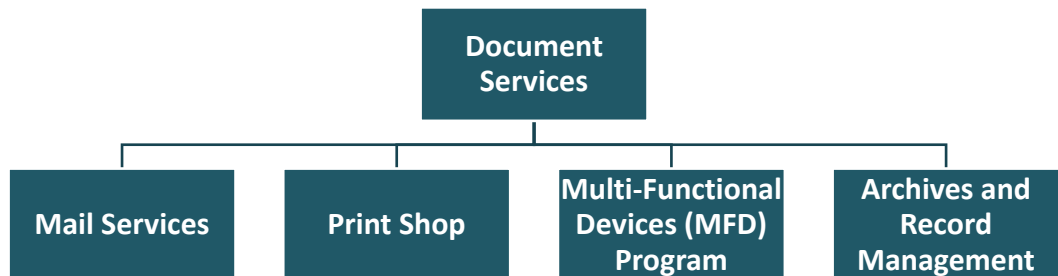 Document
Services
Mail Services
Print Shop
Multi-Functional
Devices (MFD)
Program
Archives and
Record
Management